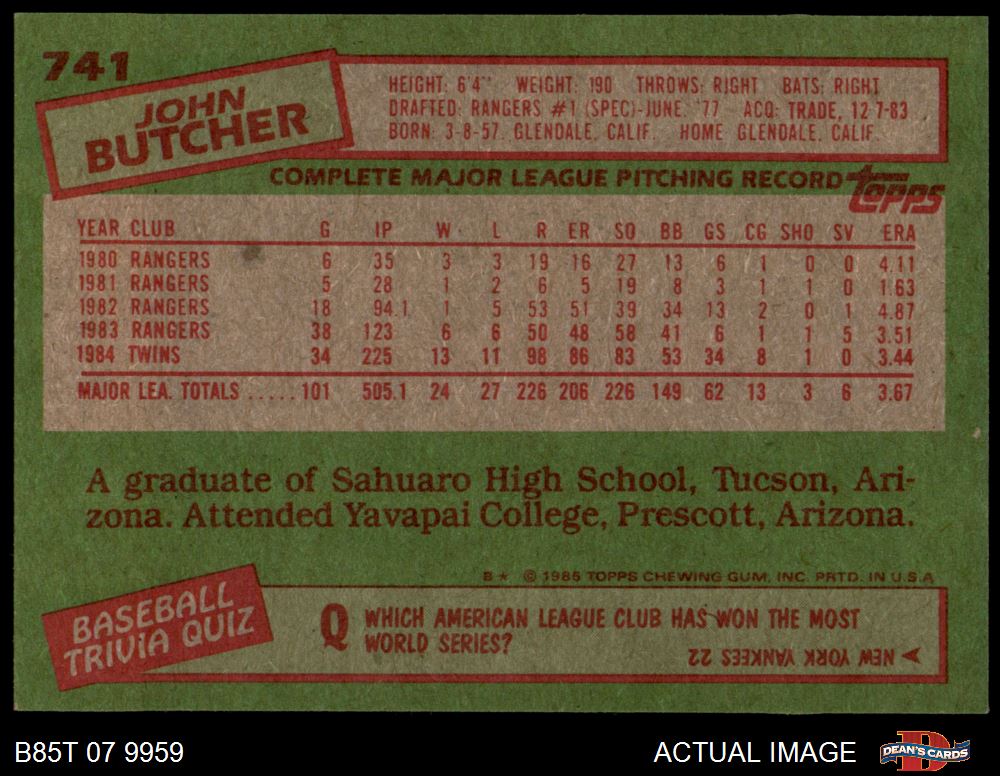 741
JOHN
BUTCHER
HEIGHT: 6'4" WEIGHT: 190 THROWS: RIGHT BATS: RIGHT
DRAFTED: RANGERS #1 (SPEC)-JUNE, '77 ACQ: TRADE, 12-7-83
BORN: 3-8-57, GLENDALE, CALIF. HOME GLENDALE, CALIF.
COMPLETE MAJOR LEAGUE PITCHING RECORD topps
YEAR CLUB G IP W L R ER SO BB GS CG SHO SV ERA
1980 RANGERS 6 35 3 3 19 16 27 13 6 1 0 0 4.11
1981 RANGERS 5 28 1 2 6 5 19 8 3 1 1 0 1.63
1982 RANGERS 18 94.1 1 5 53 51 39 34 13 2 0 1 4.87
1983 RANGERS 38 123 6 6 50 48 58 41 6 1 1 5 3.51
1984 TWINS 34 225 13 11 98 86 83 53 34 8 1 0 3.44
MAJOR LEA. TOTALS ..... 101 505.1 24 27 226 206 226 149 62 13 3 6 3.67
A graduate of Sahuaro High School, Tucson, Ari-
zona. Attended Yavapai College, Prescott, Arizona.
B* © 1985 TOPPS CHEWING GUM, INC. PRTD. IN U.S.A.
BASEBALL
TRIVIA QUIZ
Q WHICH AMERICAN LEAGUE CLUB HAS WON THE MOST
WORLD SERIES?
NEW YORK YANKEES 22
B85T 07 9959
ACTUAL IMAGE
D
DEAN'S CARDS